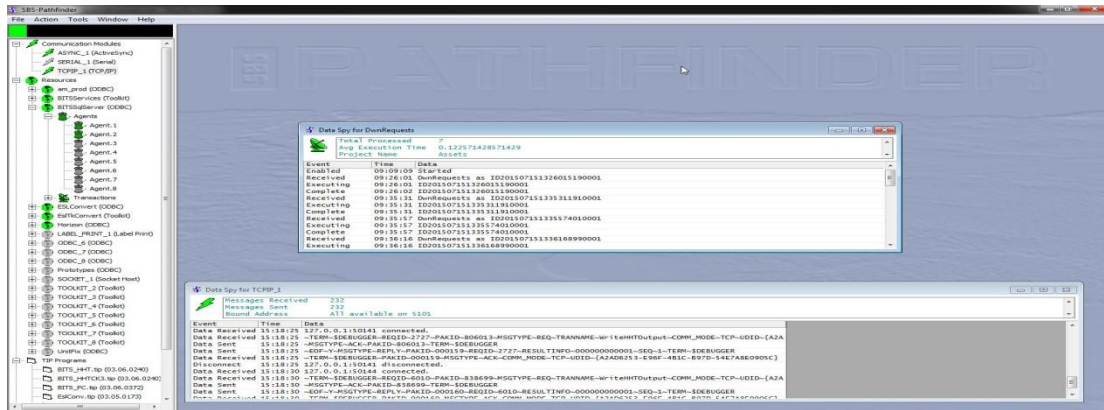 SBS-Pathfinder
File Action Tools Window Help
Communication Modules
ASYNC_1 (ActiveSync)
SERIAL_1 (Serial)
TCPIP_1 (TCP/IP)
Resources
am_prod (ODBC)
BITSServices (Toolkit)
BITSSqlServer (ODBC)
Agents
Agent.1
Agent.2
Agent.3
Agent.4
Agent.5
Agent.6
Agent.7
Agent.8
Transactions
ESLConvert (ODBC)
EslTkConvert (Toolkit)
Horizon (ODBC)
LABEL_PRINT_1 (Label Print)
ODBC_6 (ODBC)
ODBC_7 (ODBC)
ODBC_8 (ODBC)
Prototypes (ODBC)
SOCKET_1 (Socket Host)
TOOLKIT_2 (Toolkit)
TOOLKIT_3 (Toolkit)
TOOLKIT_4 (Toolkit)
TOOLKIT_5 (Toolkit)
TOOLKIT_6 (Toolkit)
TOOLKIT_7 (Toolkit)
TOOLKIT_8 (Toolkit)
UnitFix (ODBC)
TIP Programs
BITS_HHT.tip (03.06.0240)
BITS_HHTCK3.tip (03.06.0240)
BITS_PC.tip (03.06.0372)
EslConv.tip (03.05.0173)
SBS PATHFINDER
Data Spy for DwnRequests
Total Processed 7
Avg Execution Time 0.122571428571429
Project Name Assets
Event Time Data
Enabled 09:09:09 Started
Received 09:26:01 DwnRequests as ID201507151326015190001
Executing 09:26:01 ID201507151326015190001
Complete 09:26:02 ID201507151326015190001
Received 09:35:31 DwnRequests as ID201507151335311910001
Executing 09:35:31 ID201507151335311910001
Complete 09:35:31 ID201507151335311910001
Received 09:35:57 DwnRequests as ID201507151335574010001
Executing 09:35:57 ID201507151335574010001
Complete 09:35:57 ID201507151335574010001
Received 09:36:16 DwnRequests as ID201507151336168990001
Executing 09:36:16 ID201507151336168990001
Data Spy for TCPIP_1
Messages Received 232
Messages Sent 232
Bound Address All available on 5101
Event Time Data
Data Received 15:18:25 127.0.0.1:50141 connected.
Data Received 15:18:25 ~TERM~$DEBUGGER~REQID~2727~PAKID~806013~MSGTYPE~REQ~TRANNAME~WriteHHTOutput~COMM_MODE~TCP~UDID~{A2A
Data Sent 15:18:25 ~MSGTYPE~ACK~PAKID~806013~TERM~$DEBUGGER
Data Sent 15:18:25 ~EOF~Y~MSGTYPE~REPLY~PAKID~000159~REQID~2727~RESULTINFO~000000000001~SEQ~1~TERM~$DEBUGGER
Data Received 15:18:25 ~TERM~$DEBUGGER~PAKID~000159~MSGTYPE~ACK~COMM_MODE~TCP~UDID~
Disconnect 15:18:25 127.0.0.1:50141 disconnected.
Data Received 15:18:30 127.0.0.1:50144 connected.
Data Received 15:18:30 ~TERM~$DEBUGGER~REQID~6010~PAKID~838699~MSGTYPE~REQ~TRANNAME~WriteHHTOutput~COMM_MODE~TCP~UDID~{A2A
Data Sent 15:18:30 ~MSGTYPE~ACK~PAKID~838699~TERM~$DEBUGGER
Data Sent 15:18:30 ~EOF~Y~MSGTYPE~REPLY~PAKID~000160~REQID~6010~RESULTINFO~000000000001~SEQ~1~TERM~$DEBUGGER